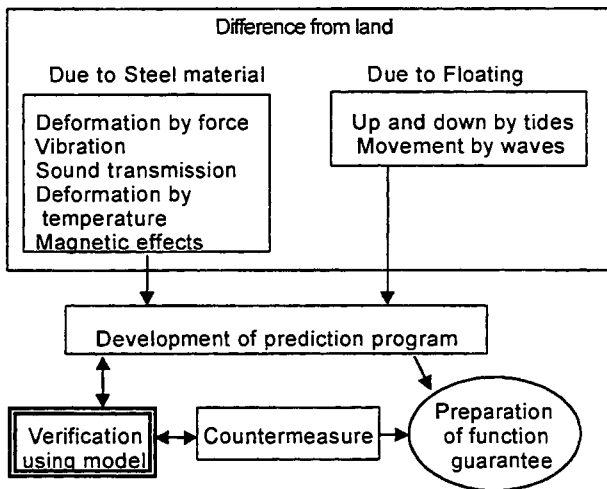 Difference from land
Due to Steel material
Deformation by force
Vibration
Sound transmission
Deformation by
temperature
Magnetic effects
Due to Floating
Up and down by tides
Movement by waves
Development of prediction program
Verification
using model
Countermeasure
Preparation
of function
guarantee